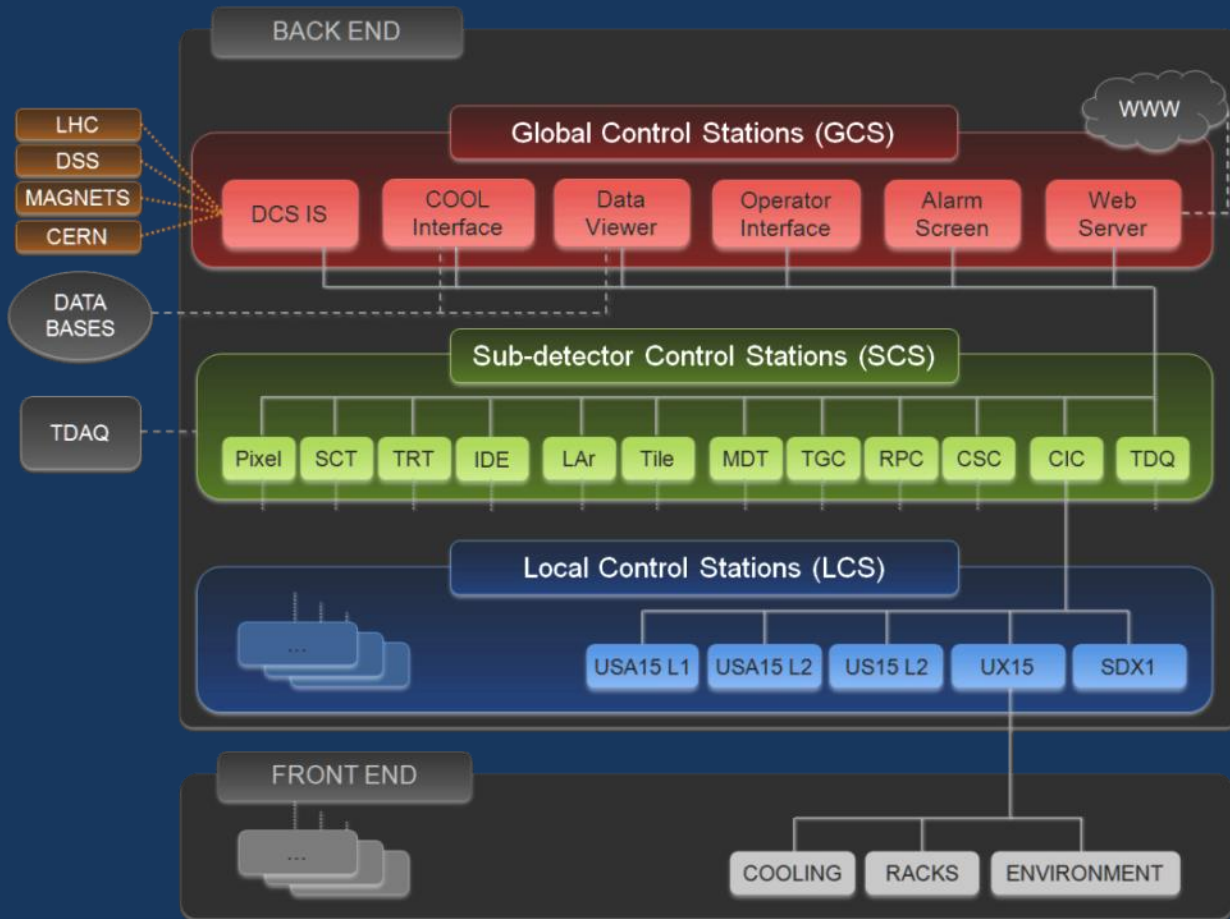 BACK END
WWW
LHC
DSS
MAGNETS
CERN
Global Control Stations (GCS)
DCS IS
COOL
Interface
Data
Viewer
Operator
Interface
Alarm
Screen
Web
Server
DATA
BASES
Sub-detector Control Stations (SCS)
TDAQ
Pixel
SCT
TRT
IDE
LAr
Tile
MDT
TGC
RPC
CSC
CIC
TDQ
Local Control Stations (LCS)
...
USA15 L1
USA15 L2
US15 L2
UX15
SDX1
FRONT END
...
COOLING
RACKS
ENVIRONMENT